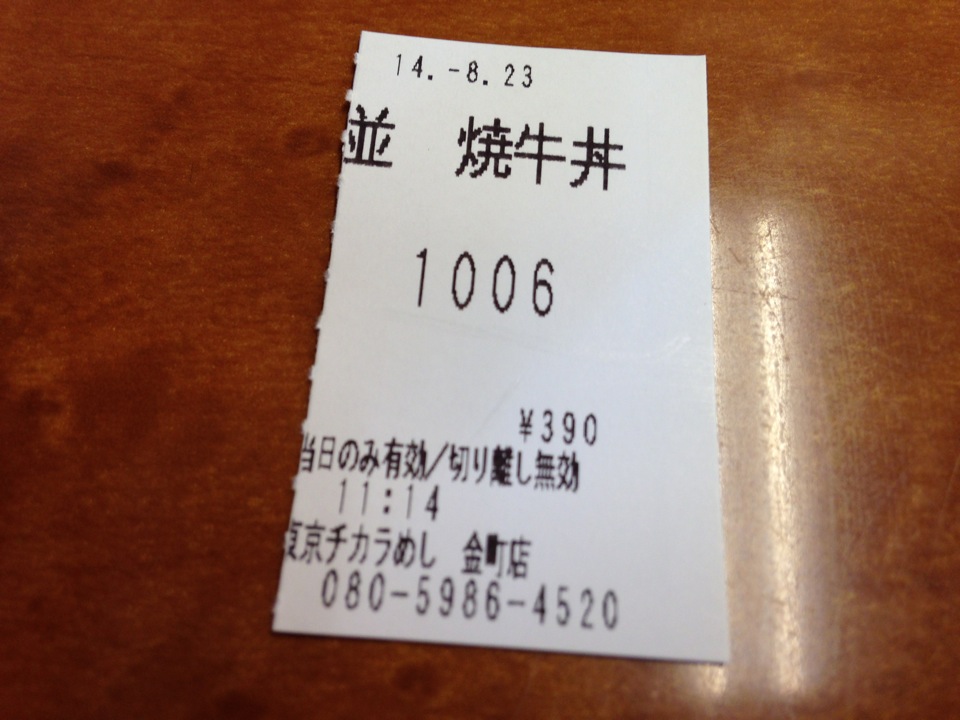 14.-8.23
並 焼牛丼
1006
¥390
当日のみ有効/切り離し無効
11:14
東京チカラめし 金町店
080-5986-4520